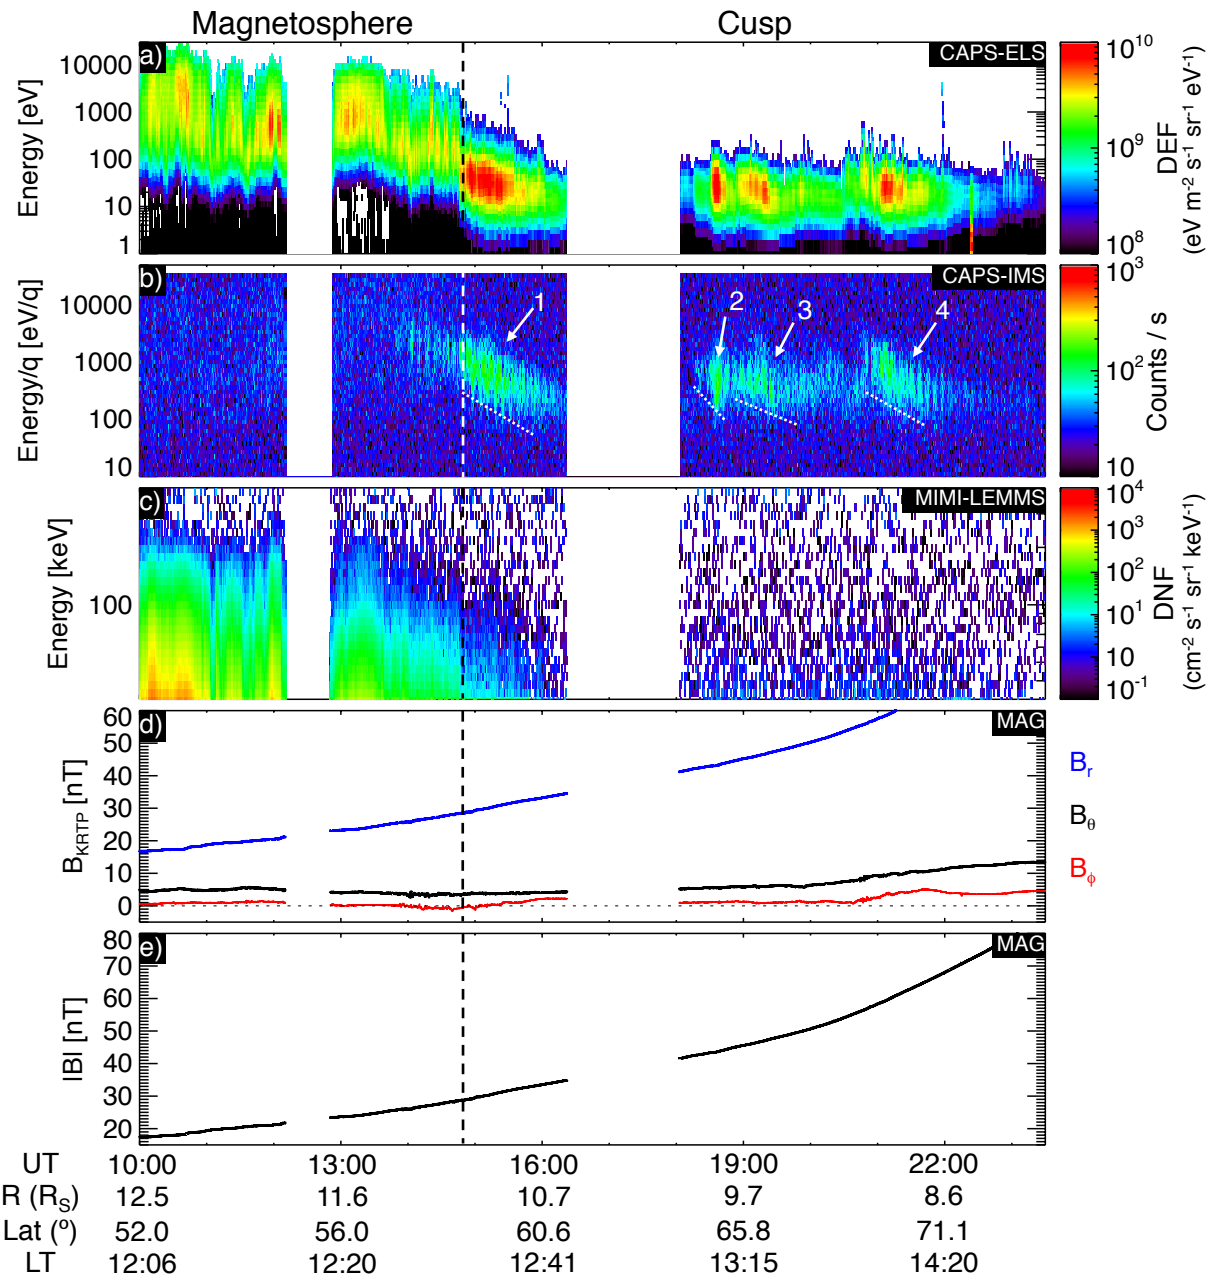 Magnetosphere Cusp
a) CAPS-ELS
Energy [eV]
10000
1000
100
10
1
10^10
10^9
10^8
DEF
(eV m^-2 s^-1 sr^-1 eV^-1)
b) CAPS-IMS
Energy/q [eV/q]
10000
1000
100
10
1
2
3
4
10^3
10^2
10
Counts / s
c) MIMI-LEMMS
Energy [keV]
100
10^4
10^3
10^2
10^1
10
10^-1
DNF
(cm^-2 s^-1 sr^-1 keV^-1)
d) MAG
B_KRTP [nT]
60
50
40
30
20
10
0
B_r
B_θ
B_ϕ
e) MAG
|B| [nT]
80
70
60
50
40
30
20
UT 10:00 13:00 16:00 19:00 22:00
R (R_S) 12.5 11.6 10.7 9.7 8.6
Lat (º) 52.0 56.0 60.6 65.8 71.1
LT 12:06 12:20 12:41 13:15 14:20